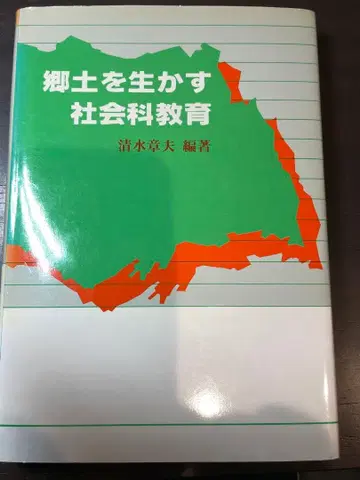 郷土を生かす
社会科教育
清水章夫 編著